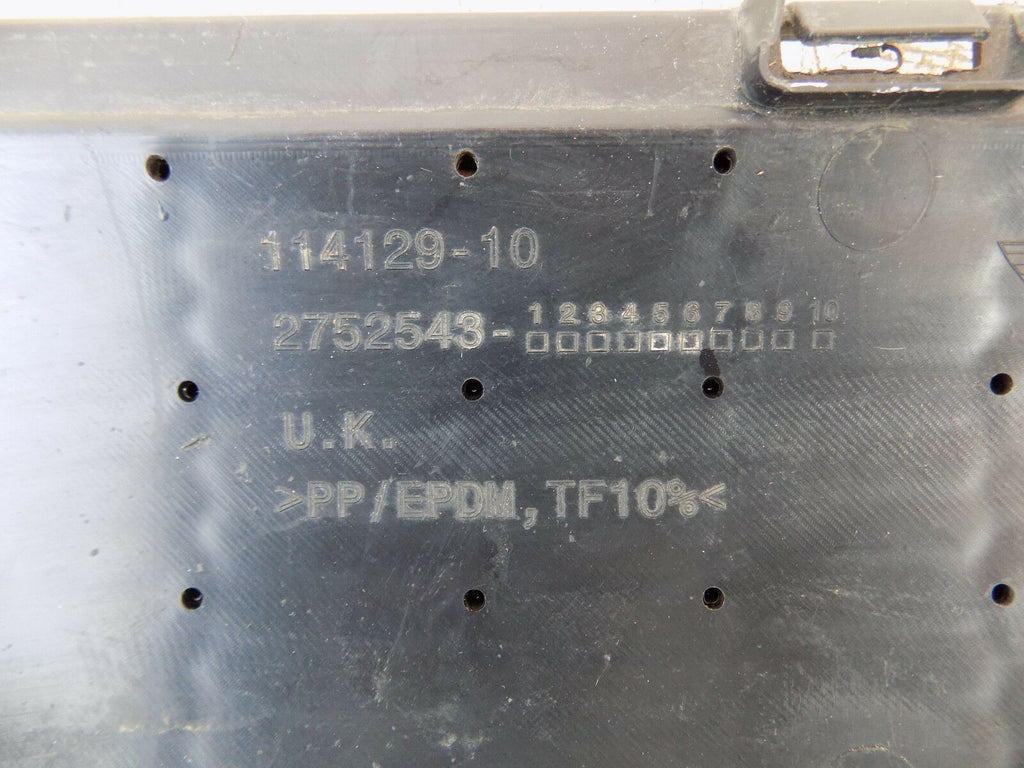 114129-10
1 2 3 4 5 6 7 8 9 10
2752543-
U.K.
>PP/EPDM,TF10%<